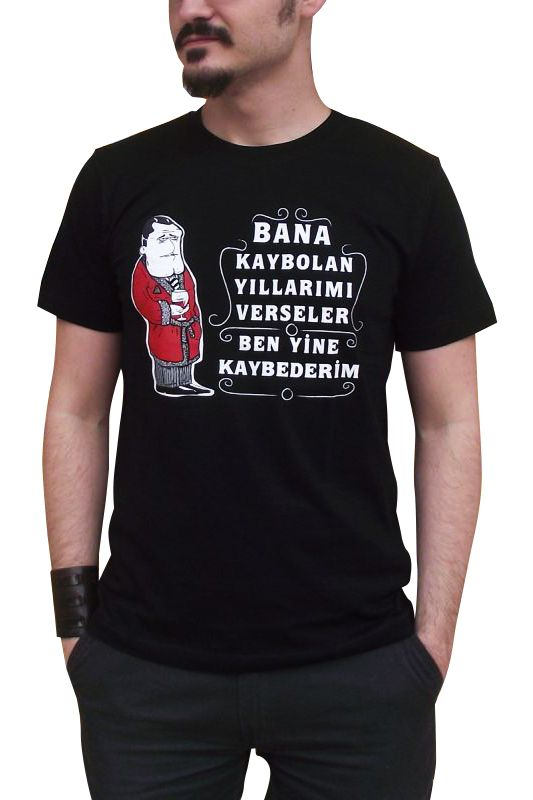 BANA
KAYBOLAN
YILLARIMI
VERSELER
BEN YİNE
KAYBEDERİM